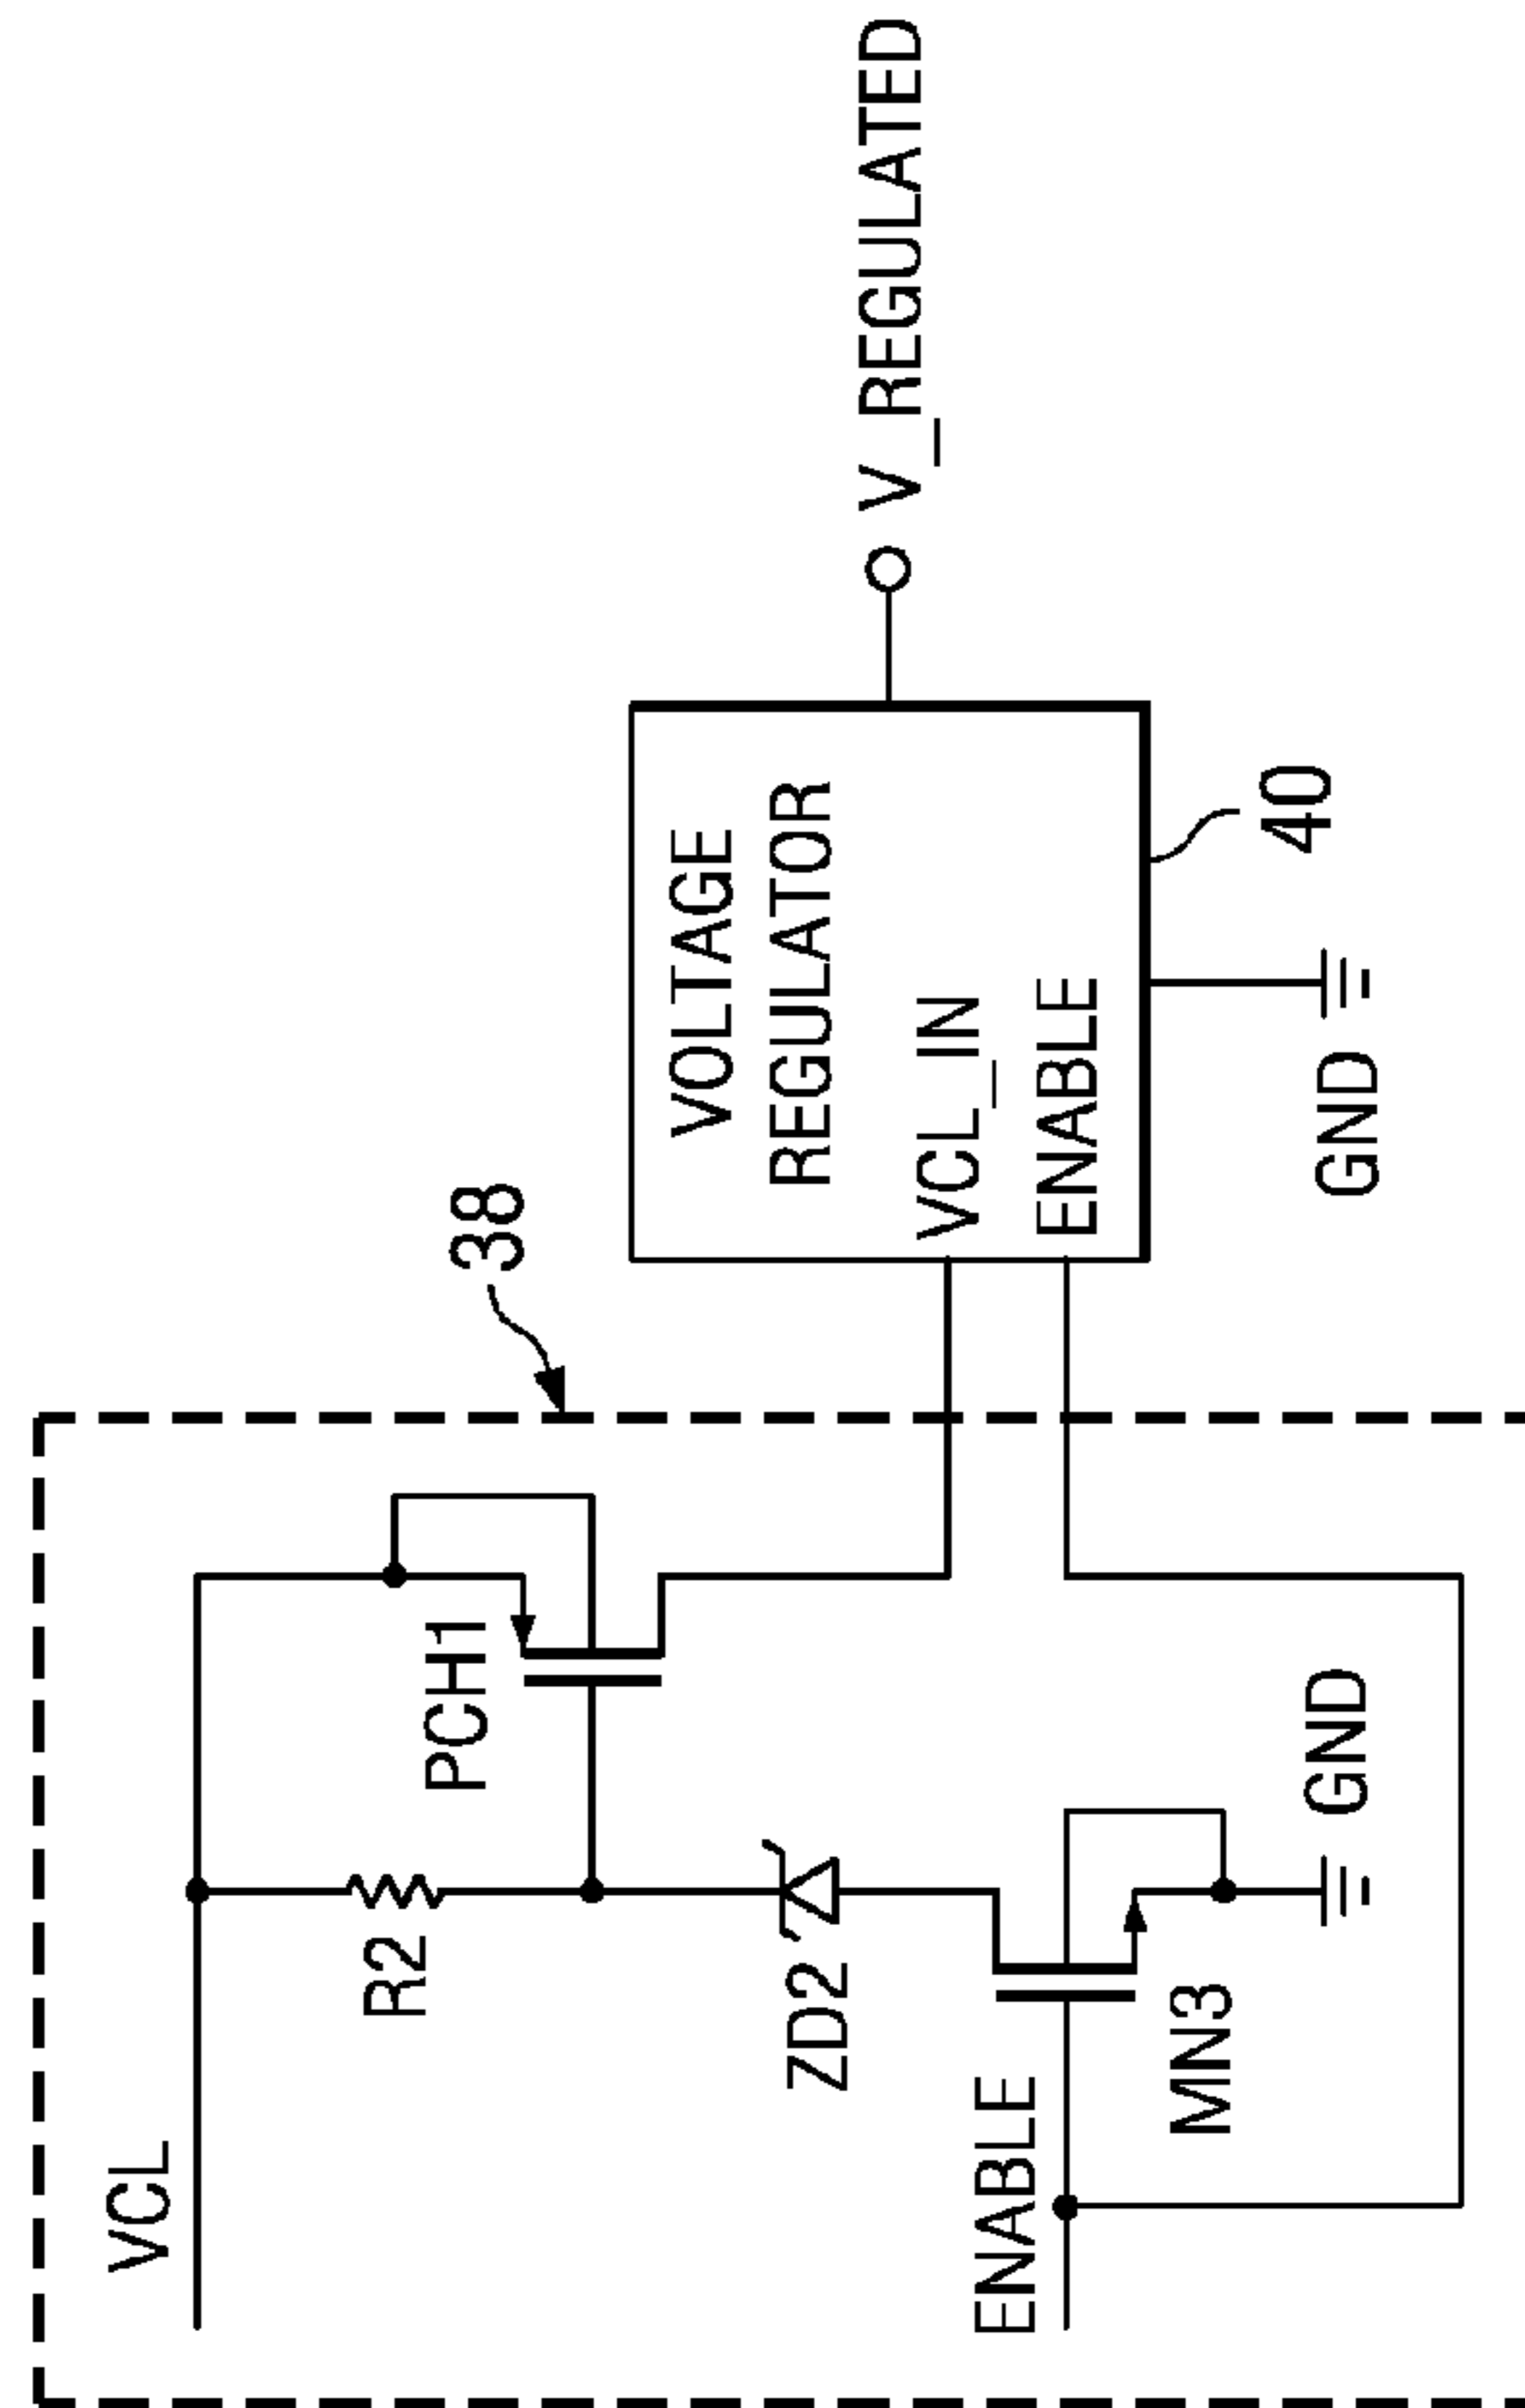 VCL
R2
PCH1
38
ZD2
ENABLE
MN3
GND
VOLTAGE
REGULATOR
VCL_IN
ENABLE
40
GND
V_REGULATED